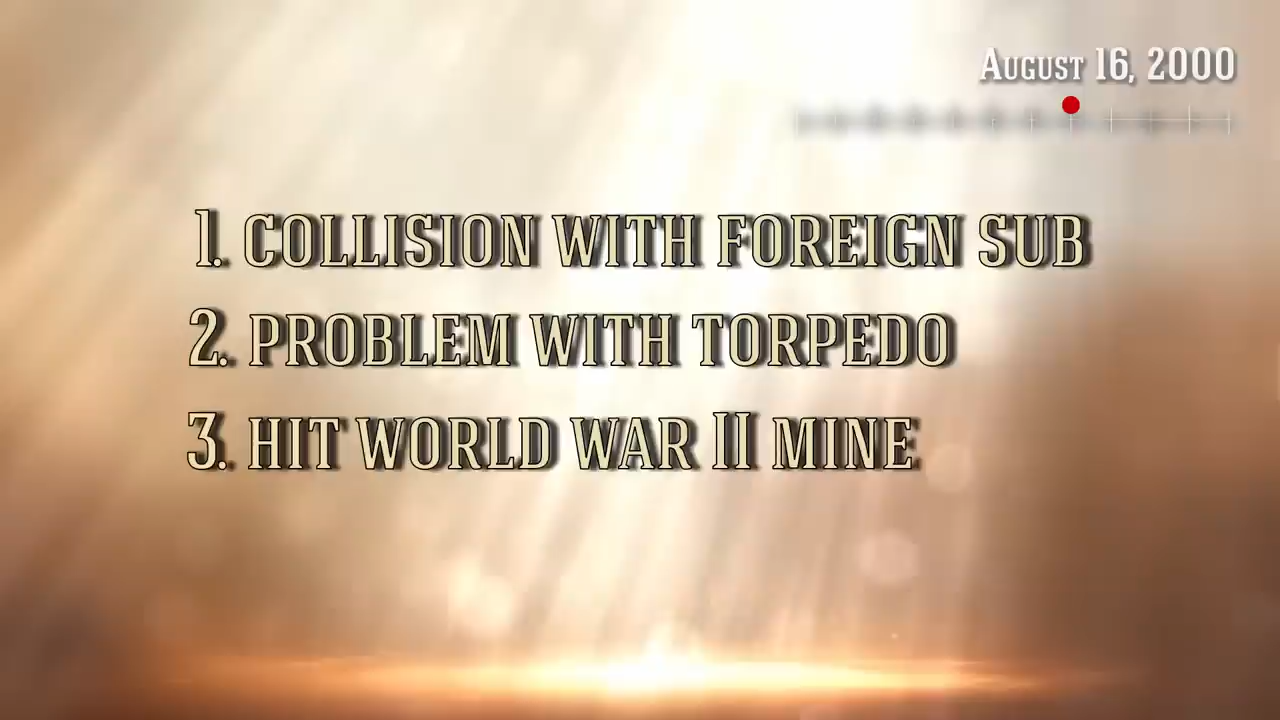 August 16, 2000
1. COLLISION WITH FOREIGN SUB
2. PROBLEM WITH TORPEDO
3. HIT WORLD WAR II MINE